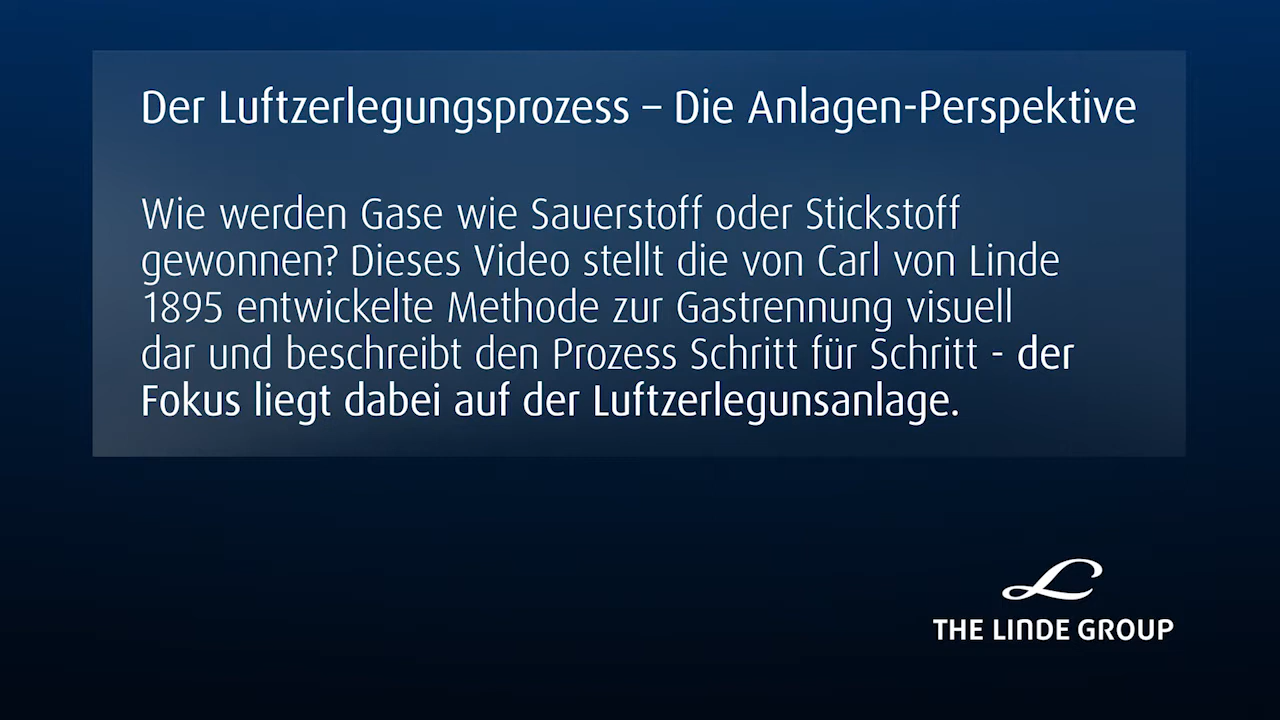 Der Luftzerlegungsprozess – Die Anlagen-Perspektive
Wie werden Gase wie Sauerstoff oder Stickstoff
gewonnen? Dieses Video stellt die von Carl von Linde
1895 entwickelte Methode zur Gastrennung visuell
dar und beschreibt den Prozess Schritt für Schritt - der
Fokus liegt dabei auf der Luftzerlegunsanlage.
THE LINDE GROUP